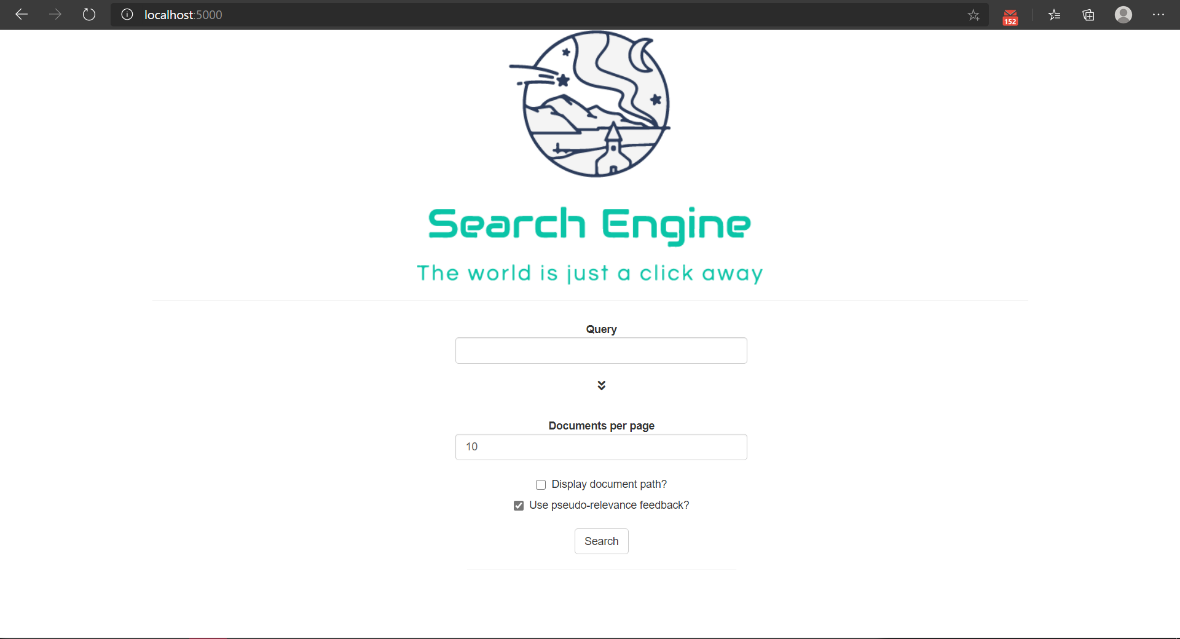 localhost:5000
152
Search Engine
The world is just a click away
Query
Documents per page
10
Display document path?
Use pseudo-relevance feedback?
Search